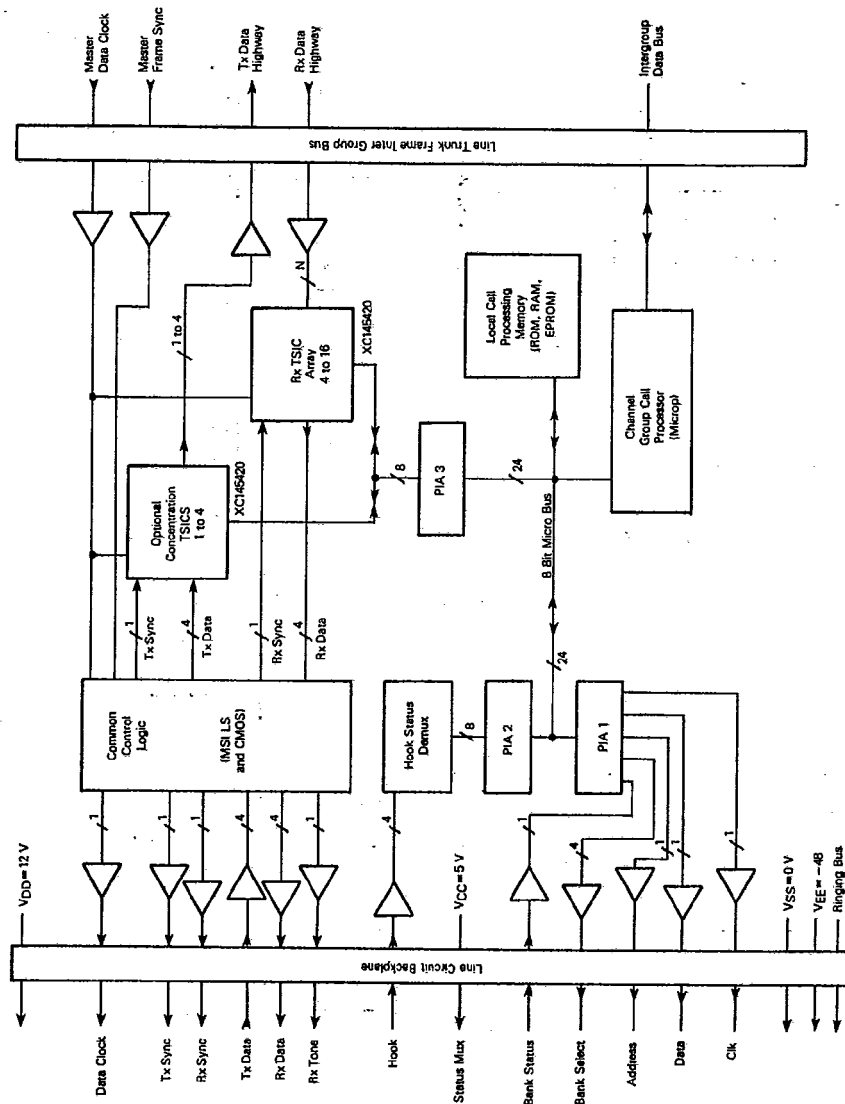 Master
Data Clock
Master
Frame Sync
Tx Data
Highway
Rx Data
Highway
Intergroup
Data Bus
Line Trunk Frame Inter Group Bus
1 to 4
N
XC145420
Rx TSIC
Array
4 to 16
XC145420
Optional
Concentration
TSICS
1 to 4
Local Call
Processing
Memory
(ROM, RAM,
EPROM)
Channel
Group Call
Processor
(Microp)
8
PIA 3
24
8 Bit Micro Bus
24
1
Tx Sync
4
Tx Data
1
Rx Sync
4
Rx Data
Common
Control
Logic
(MSI LS
and CMOS)
Hook Status
Demux
8
PIA 2
PIA 1
1
1
1
4
4
1
4
1
4
1
1
1
VDD=12 V
VCC=5 V
VSS=0 V
VEE=-48
Ringing Bus
Line Circuit Backplane
Data Clock
Tx Sync
Rx Sync
Tx Data
Rx Data
Rx Tone
Hook
Status Mux
Bank Status
Bank Select
Address
Data
Clk